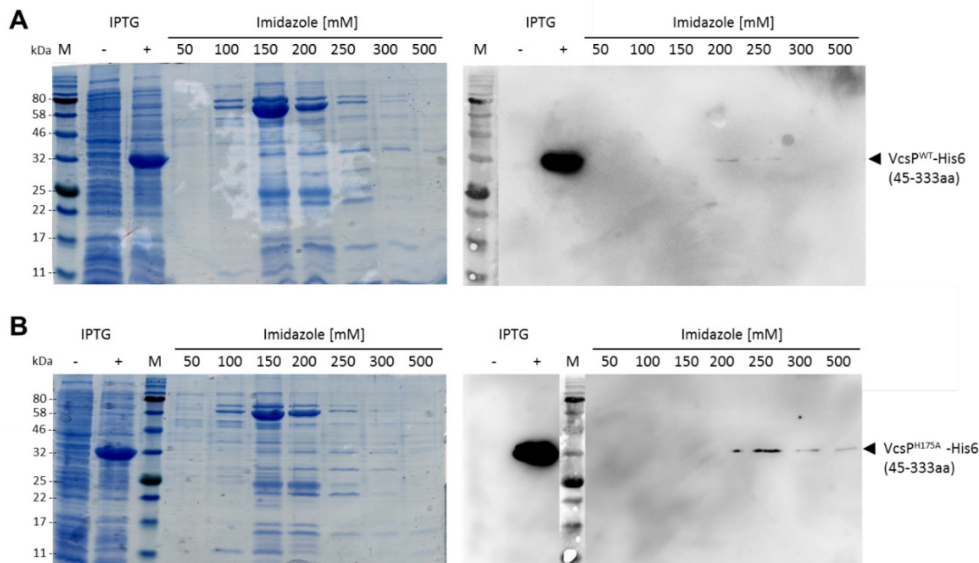 A
IPTG Imidazole [mM] IPTG Imidazole [mM]
kDa M - + 50 100 150 200 250 300 500 M - + 50 100 150 200 250 300 500
80
58
46
32
25
22
17
11
VcsPᵂᵀ-His6
(45-333aa)
B
IPTG Imidazole [mM] IPTG Imidazole [mM]
kDa - + M 50 100 150 200 250 300 500 - + M 50 100 150 200 250 300 500
80
58
46
32
25
22
17
11
VcsPᴴ¹⁷⁵ᴬ -His6
(45-333aa)